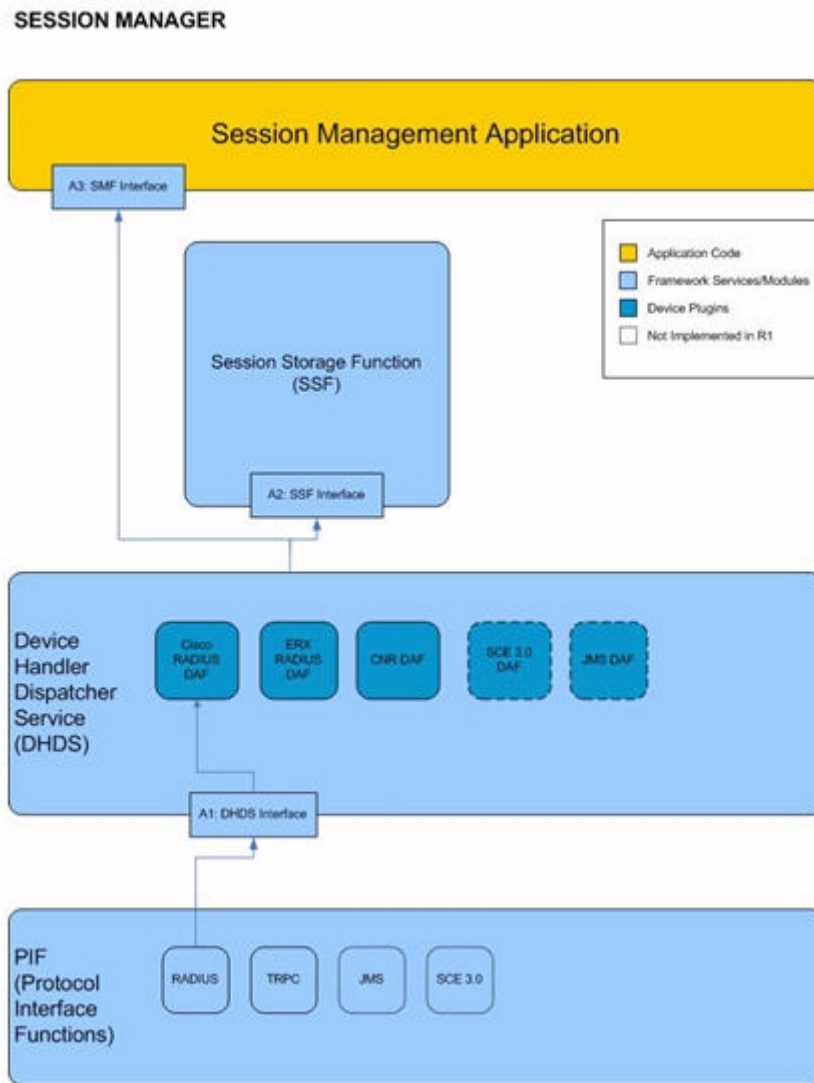 SESSION MANAGER
Session Management Application
A3: SMF Interface
Application Code
Framework Services/Modules
Device Plugins
Not Implemented in R1
Session Storage Function
(SSF)
A2: SSF Interface
Device
Handler
Dispatcher
Service
(DHDS)
Cisco
RADIUS
DAF
ERX
RADIUS
DAF
CNR DAF
SCE 3.0
DAF
JMS DAF
A1: DHDS Interface
PIF
(Protocol
Interface
Functions)
RADIUS
TRPC
JMS
SCE 3.0